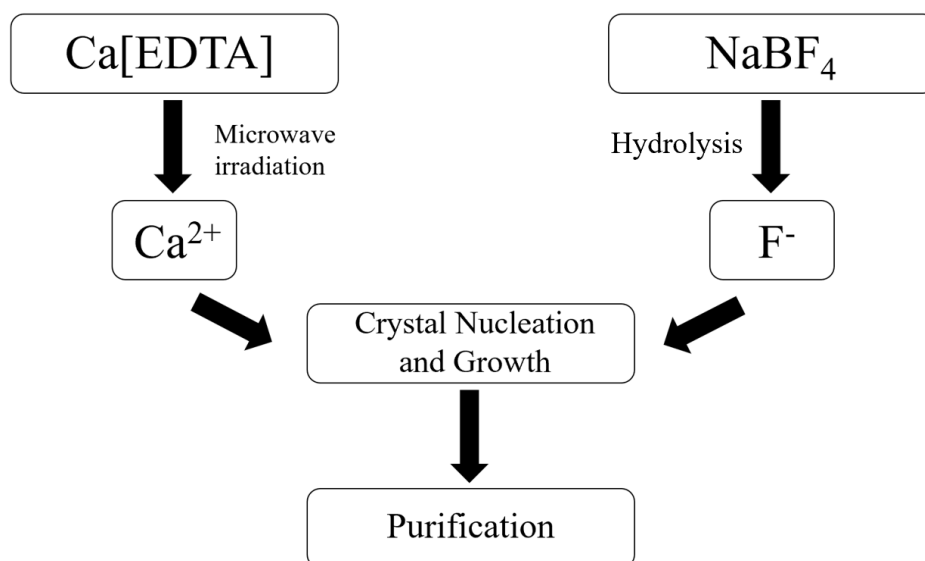 Ca[EDTA]
NaBF₄
Microwave
irradiation
Hydrolysis
Ca²⁺
F⁻
Crystal Nucleation
and Growth
Purification